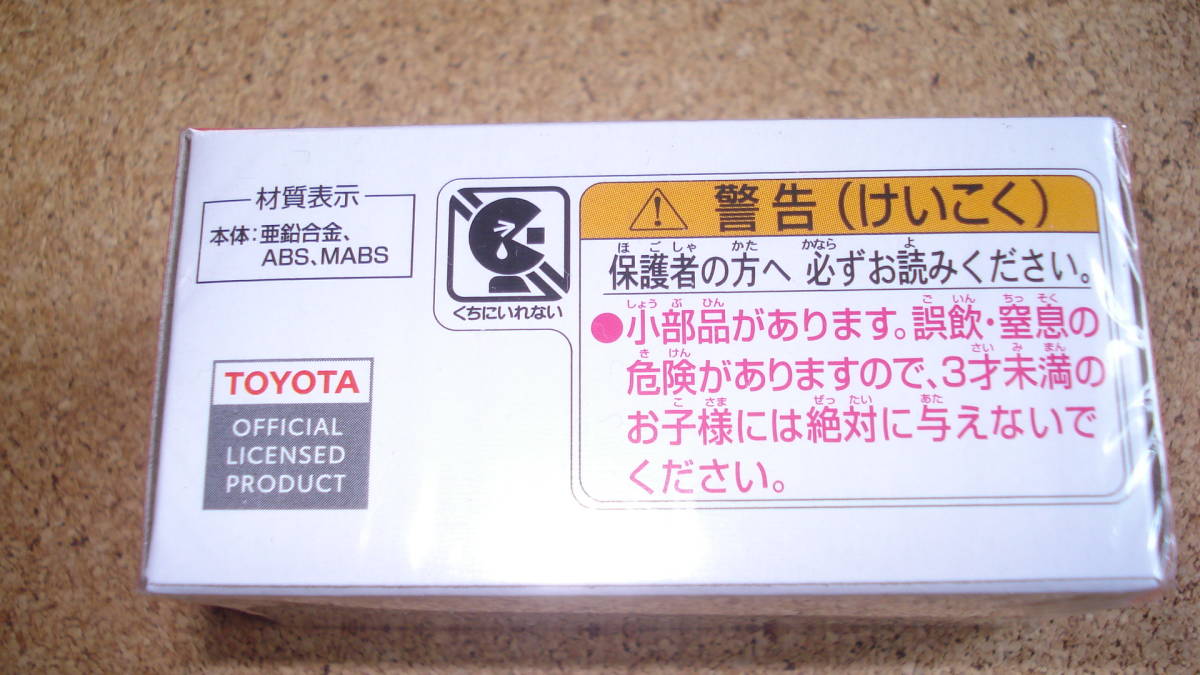 材質表示
本体：亜鉛合金、
ABS、MABS
TOYOTA
OFFICIAL
LICENSED
PRODUCT
くちにいれない
警告（けいこく）
ほごしゃ かた かなら よ
保護者の方へ 必ずお読みください。
しょう ぶ ひん ご いん ちっ そく
●小部品があります。誤飲・窒息の
き けん さい み まん
危険がありますので、3才未満の
こ さま ぜっ たい あた
お子様には絶対に与えないで
ください。